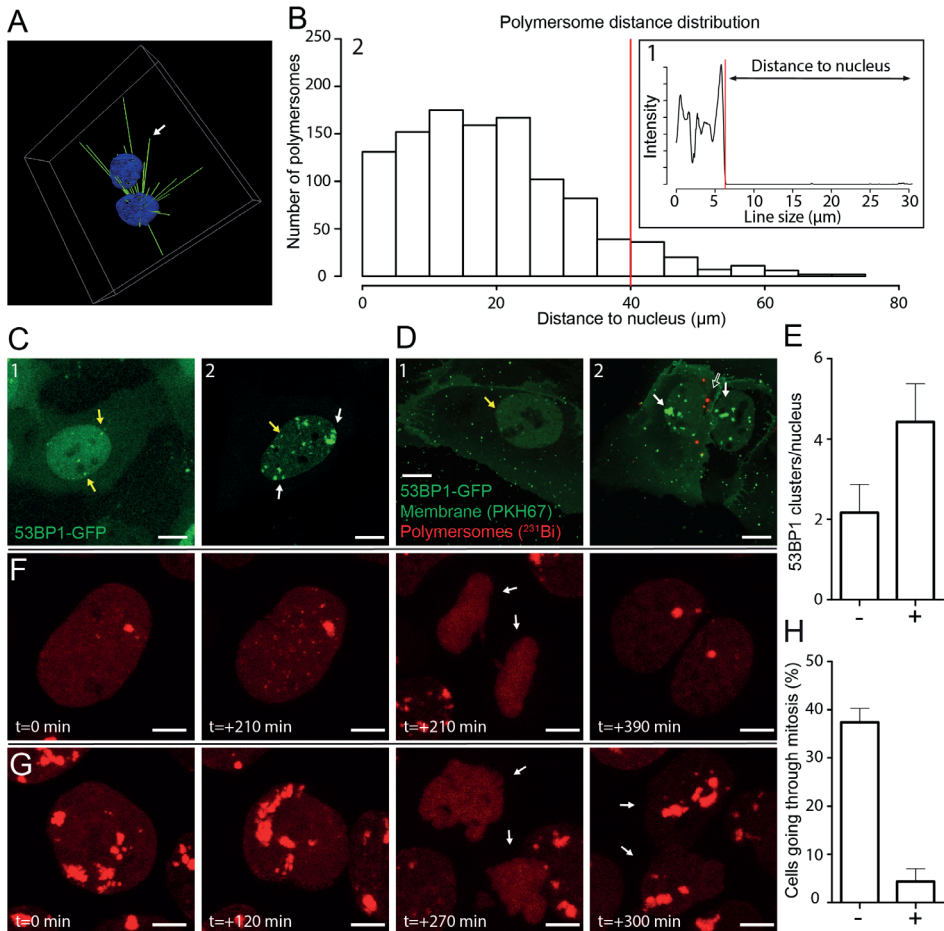 A
B
Polymersome distance distribution
2
Number of polymersomes
250
200
150
100
50
0
0
20
40
60
80
Distance to nucleus (μm)
1
Distance to nucleus
Intensity
0
5
10
15
20
25
30
Line size (μm)
C
1
53BP1-GFP
2
D
1
53BP1-GFP
Membrane (PKH67)
Polymersomes (²³¹Bi)
2
E
53BP1 clusters/nucleus
6
4
2
0
- +
F
t=0 min
t=+210 min
t=+210 min
t=+390 min
G
t=0 min
t=+120 min
t=+270 min
t=+300 min
H
Cells going through mitosis (%)
50
40
30
20
10
0
- +